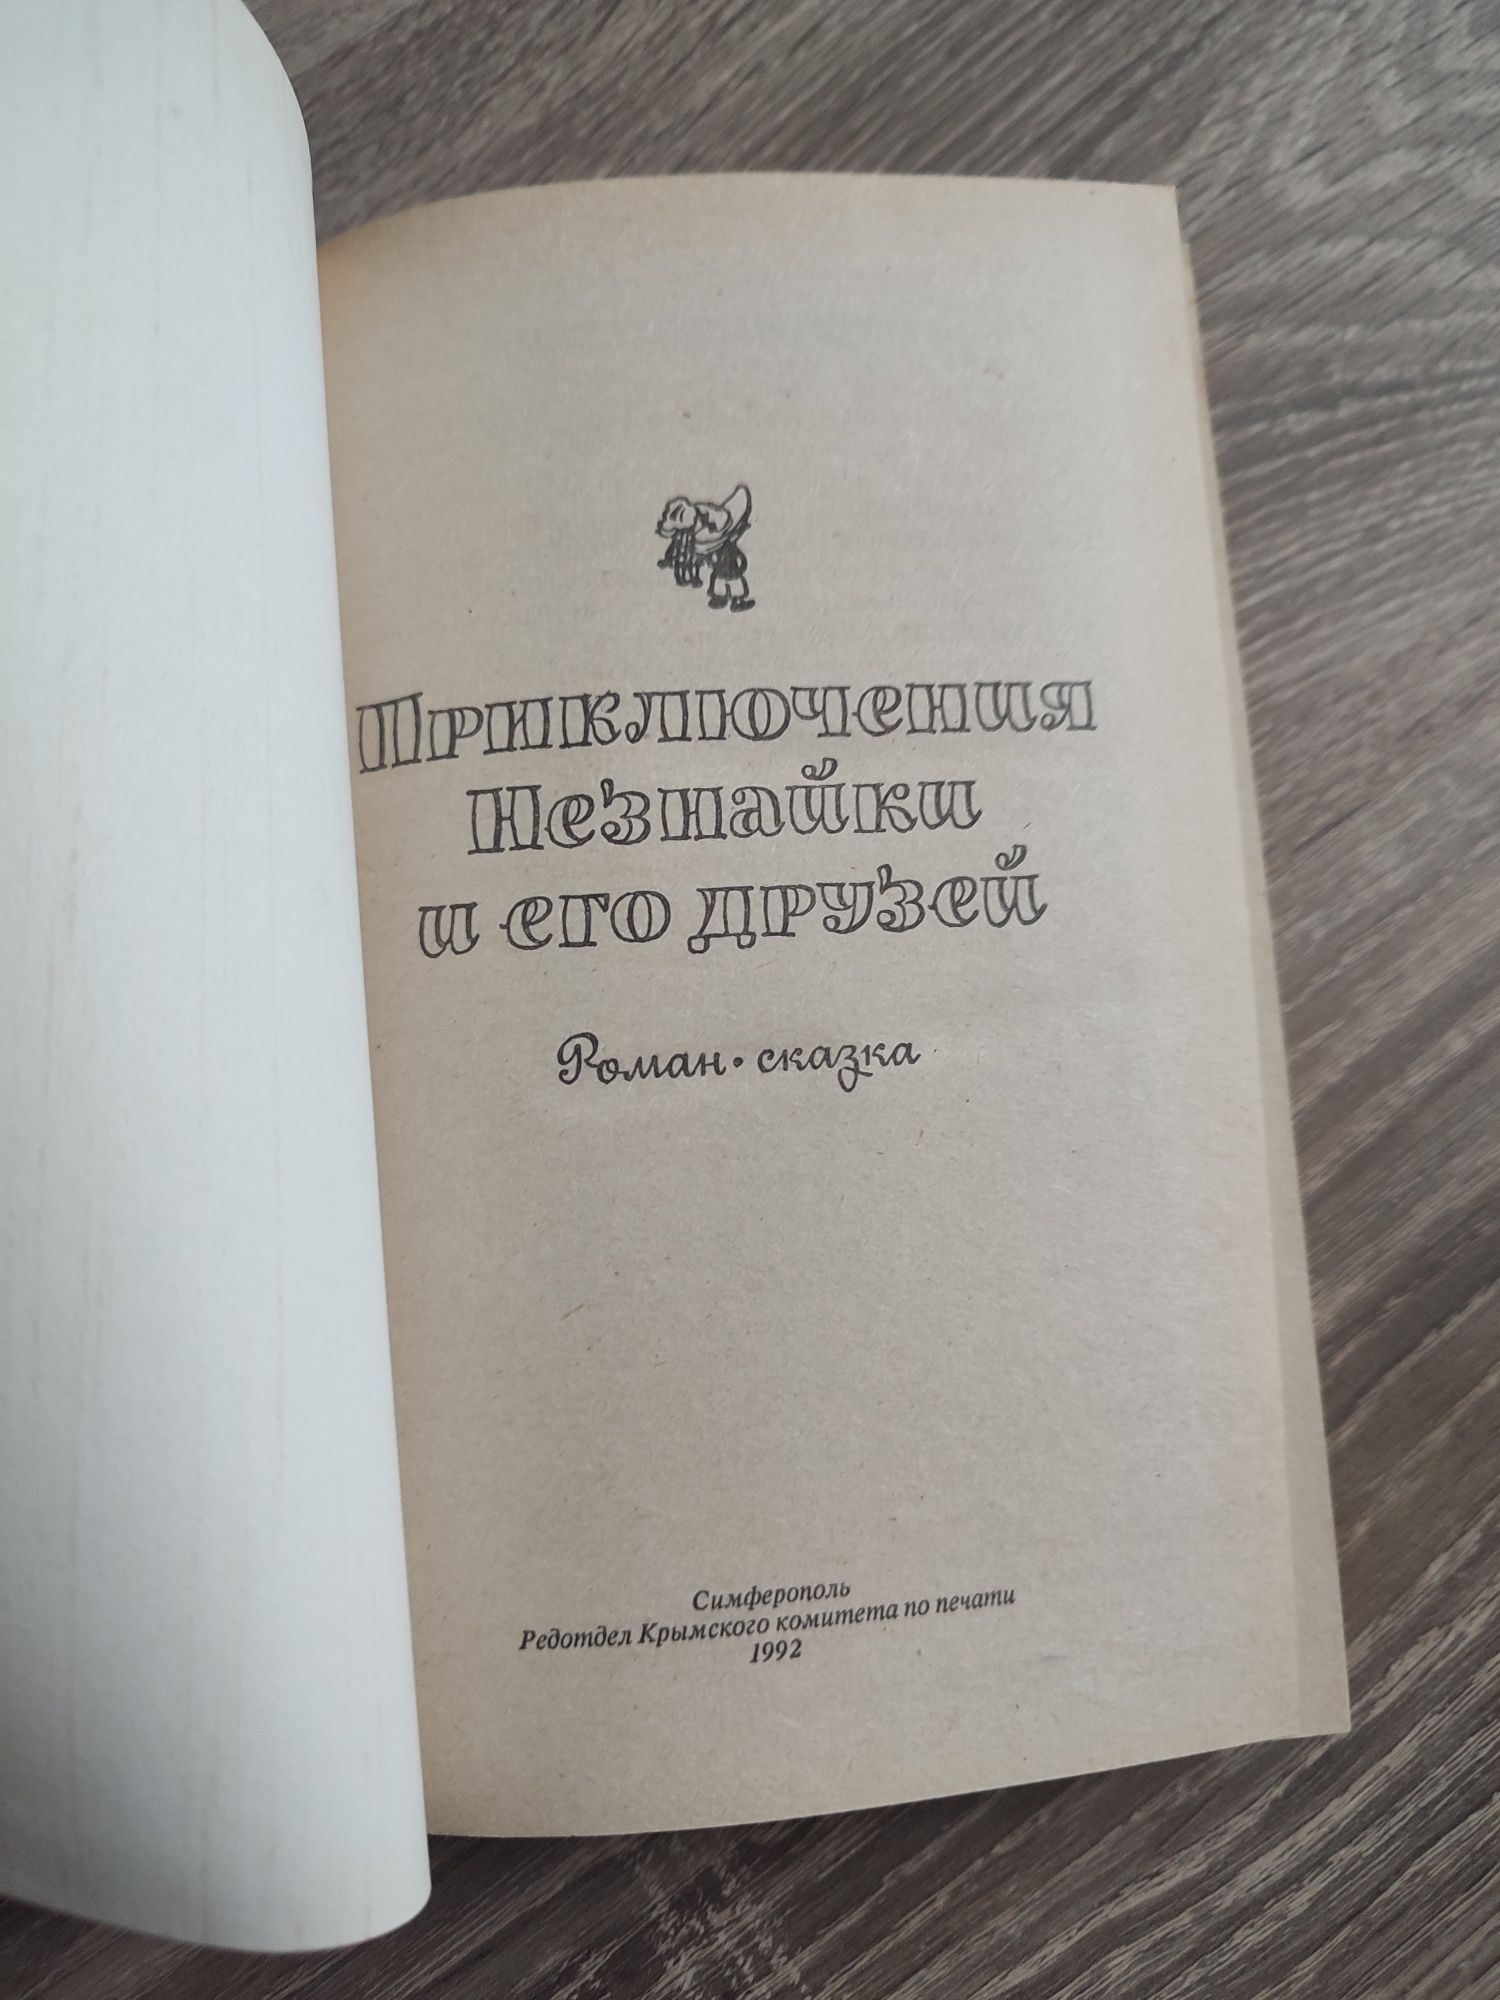 Приключения
Незнайки
и его друзей
Роман • сказка
Симферополь
Редотдел Крымского комитета по печати
1992